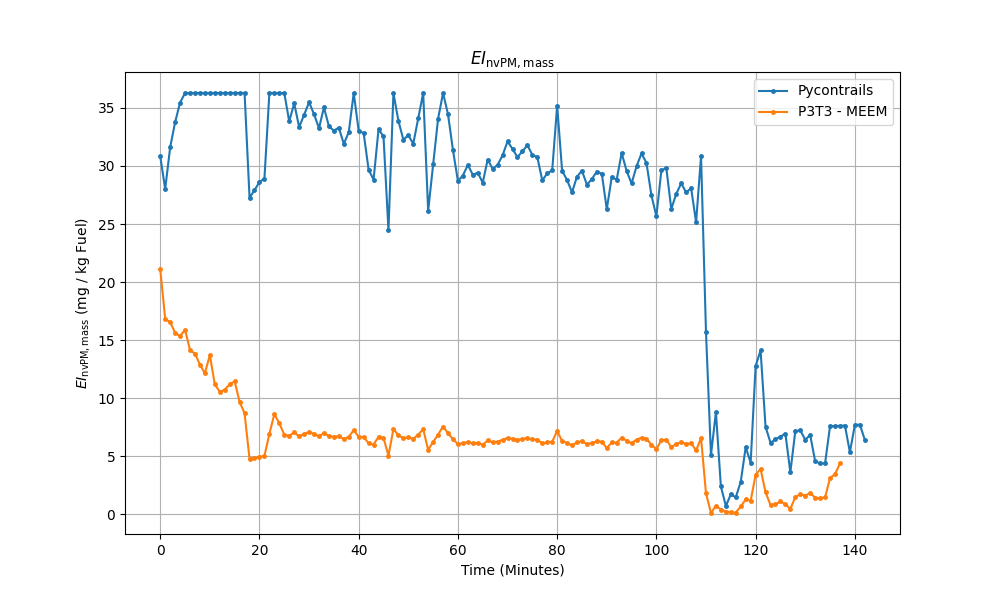 EI_nvPM, mass
Pycontrails
P3T3 - MEEM
EI_nvPM, mass (mg / kg Fuel)
35
30
25
20
15
10
5
0
0 20 40 60 80 100 120 140
Time (Minutes)